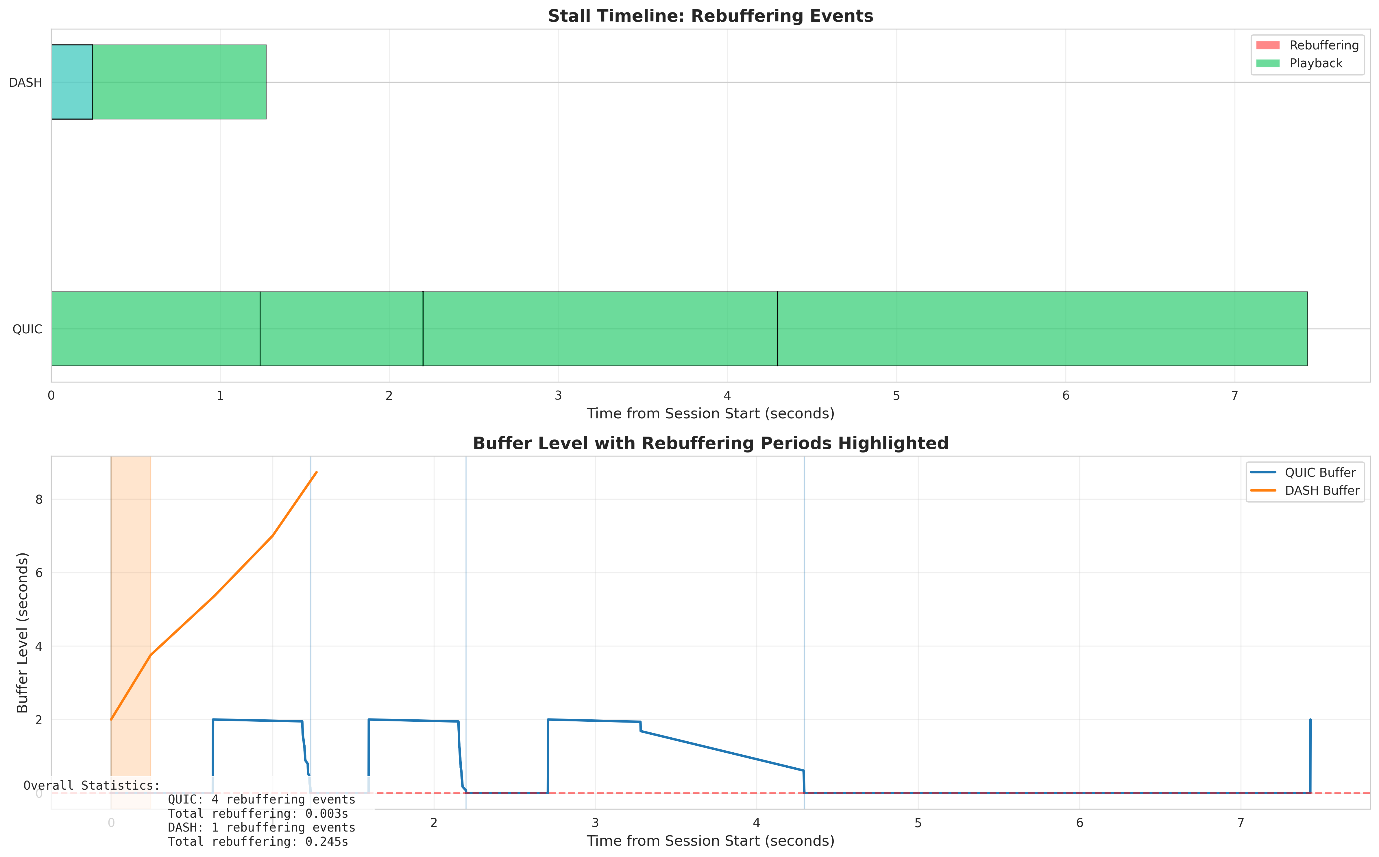 Stall Timeline: Rebuffering Events
Rebuffering
Playback
DASH
QUIC
0 1 2 3 4 5 6 7
Time from Session Start (seconds)
Buffer Level with Rebuffering Periods Highlighted
QUIC Buffer
DASH Buffer
8
6
4
2
0
Buffer Level (seconds)
0 2 3 4 5 6 7
Time from Session Start (seconds)
Overall Statistics:
QUIC: 4 rebuffering events
Total rebuffering: 0.003s
DASH: 1 rebuffering events
Total rebuffering: 0.245s